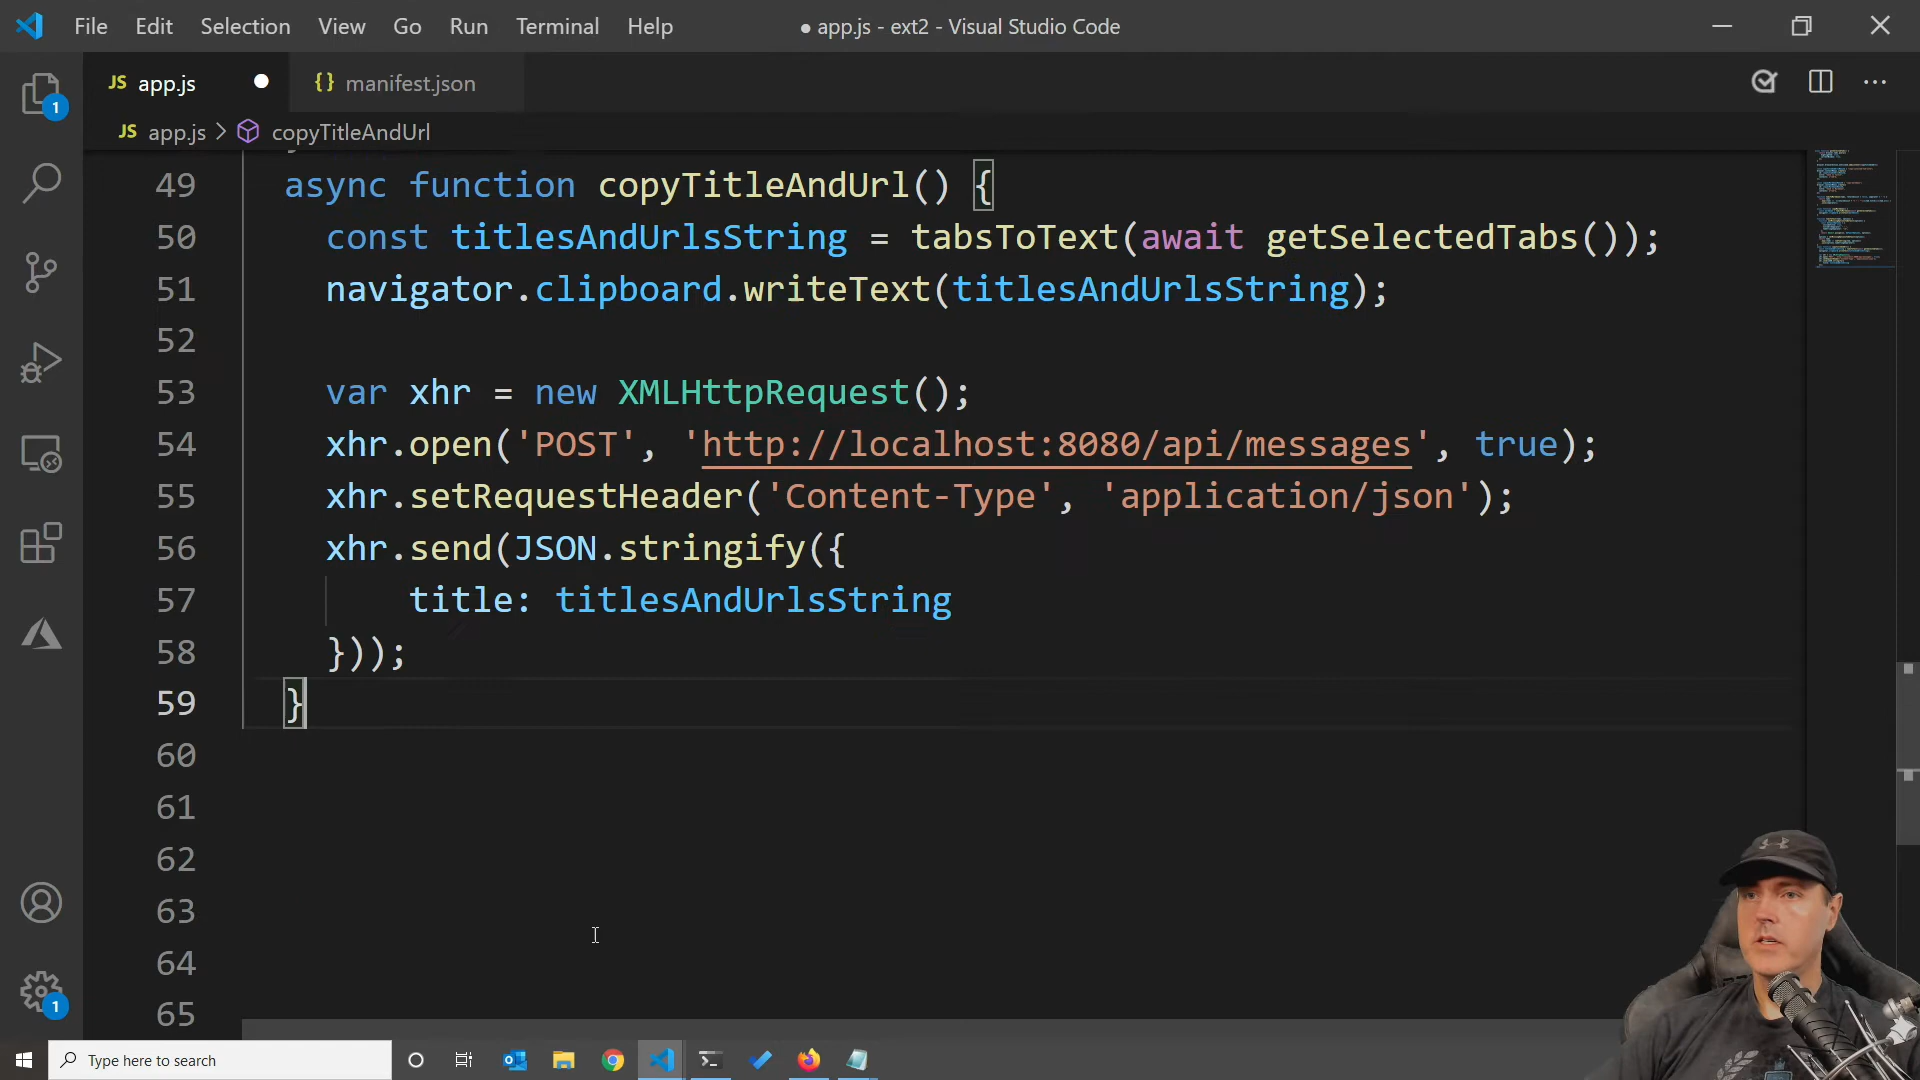 File Edit Selection View Go Run Terminal Help
● app.js - ext2 - Visual Studio Code
JS app.js
{} manifest.json
JS app.js > copyTitleAndUrl
1
49 async function copyTitleAndUrl() {
50 const titlesAndUrlsString = tabsToText(await getSelectedTabs());
51 navigator.clipboard.writeText(titlesAndUrlsString);
52
53 var xhr = new XMLHttpRequest();
54 xhr.open('POST', 'http://localhost:8080/api/messages', true);
55 xhr.setRequestHeader('Content-Type', 'application/json');
56 xhr.send(JSON.stringify({
57 title: titlesAndUrlsString
58 }));
59 }
60
61
62
63
64
65
1
Type here to search